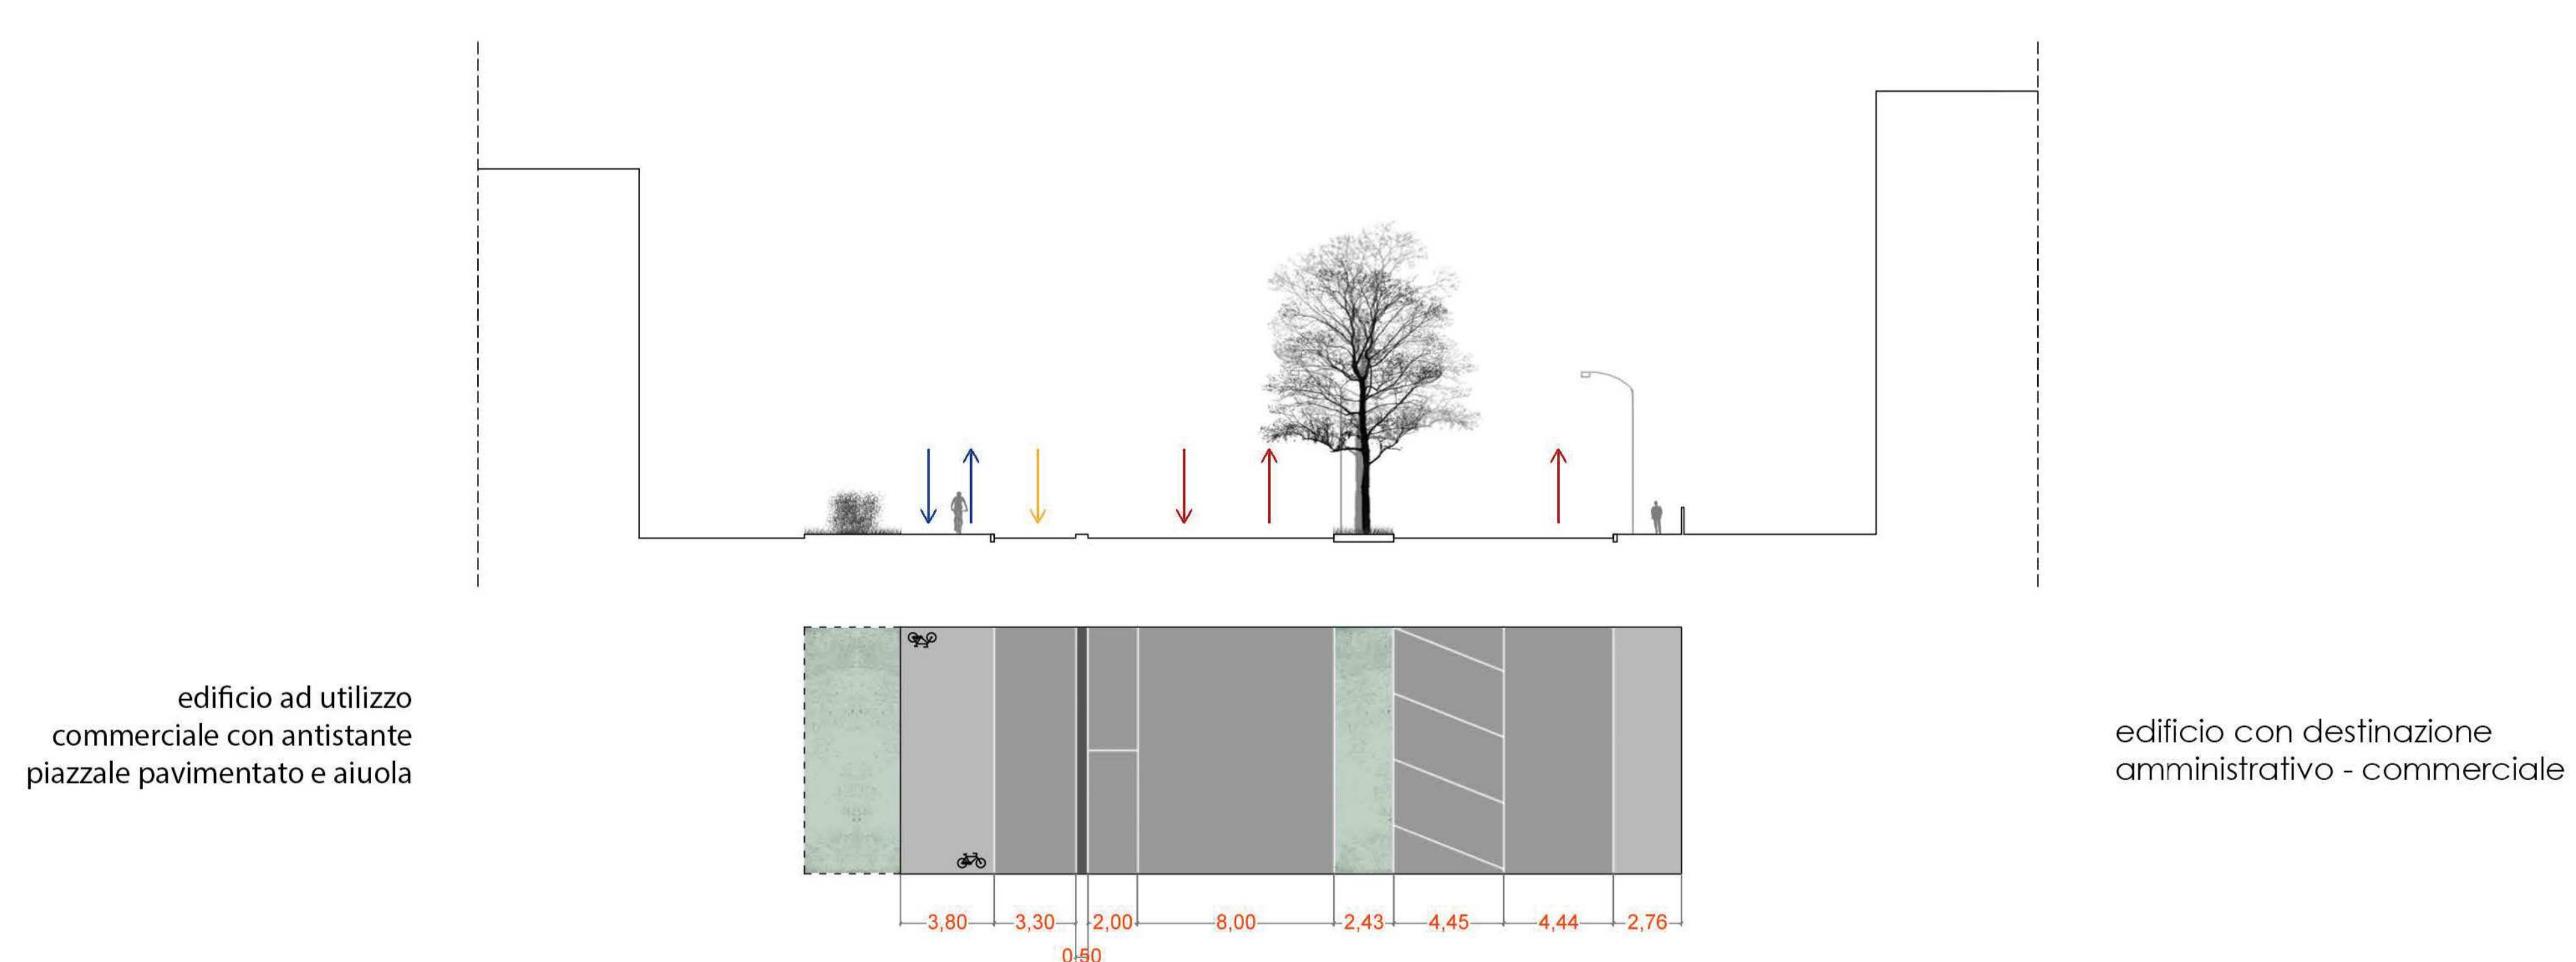 edificio ad utilizzo
commerciale con antistante
piazzale pavimentato e aiuola
edificio con destinazione
amministrativo - commerciale
3,80 3,30 2,00 8,00 2,43 4,45 4,44 2,76
0,50